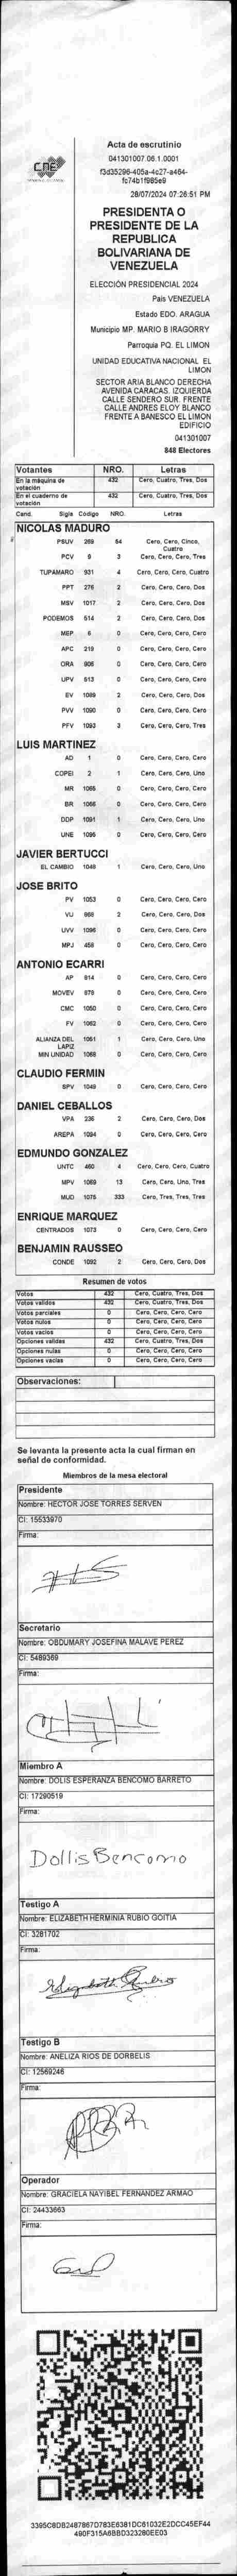 CNE
Acta de escrutinio
041301007.06.1.0001
f3d35296-405a-4c27-a464-
fc74b1f985e9
28/07/2024 07:26:51 PM
PRESIDENTA O
PRESIDENTE DE LA
REPUBLICA
BOLIVARIANA DE
VENEZUELA
ELECCIÓN PRESIDENCIAL 2024
País VENEZUELA
Estado EDO. ARAGUA
Municipio MP. MARIO B IRAGORRY
Parroquia PQ. EL LIMON
UNIDAD EDUCATIVA NACIONAL EL
LIMON
SECTOR ARIA BLANCO DERECHA
AVENIDA CARACAS. IZQUIERDA
CALLE SENDERO SUR. FRENTE
CALLE ANDRES ELOY BLANCO
FRENTE A BANESCO EL LIMON
EDIFICIO
041301007
848 Electores
Votantes NRO. Letras
En la máquina de votación 432 Cero, Cuatro, Tres, Dos
En el cuaderno de votación 432 Cero, Cuatro, Tres, Dos
Cand. Sigla Código NRO. Letras
NICOLAS MADURO
PSUV 269 54 Cero, Cero, Cinco, Cuatro
PCV 9 3 Cero, Cero, Cero, Tres
TUPAMARO 931 4 Cero, Cero, Cero, Cuatro
PPT 276 2 Cero, Cero, Cero, Dos
MSV 1017 2 Cero, Cero, Cero, Dos
PODEMOS 514 2 Cero, Cero, Cero, Dos
MEP 6 0 Cero, Cero, Cero, Cero
APC 219 0 Cero, Cero, Cero, Cero
ORA 906 0 Cero, Cero, Cero, Cero
UPV 613 0 Cero, Cero, Cero, Cero
EV 1089 2 Cero, Cero, Cero, Dos
PVV 1090 0 Cero, Cero, Cero, Cero
PFV 1093 3 Cero, Cero, Cero, Tres
LUIS MARTINEZ
AD 1 0 Cero, Cero, Cero, Cero
COPEI 2 1 Cero, Cero, Cero, Uno
MR 1065 0 Cero, Cero, Cero, Cero
BR 1066 0 Cero, Cero, Cero, Cero
DDP 1091 1 Cero, Cero, Cero, Uno
UNE 1095 0 Cero, Cero, Cero, Cero
JAVIER BERTUCCI
EL CAMBIO 1048 1 Cero, Cero, Cero, Uno
JOSE BRITO
PV 1053 0 Cero, Cero, Cero, Cero
VU 868 2 Cero, Cero, Cero, Dos
UVV 1096 0 Cero, Cero, Cero, Cero
MPJ 458 0 Cero, Cero, Cero, Cero
ANTONIO ECARRI
AP 914 0 Cero, Cero, Cero, Cero
MOVEV 979 0 Cero, Cero, Cero, Cero
CMC 1050 0 Cero, Cero, Cero, Cero
FV 1062 0 Cero, Cero, Cero, Cero
ALIANZA DEL LAPIZ 1051 1 Cero, Cero, Cero, Uno
MIN UNIDAD 1068 0 Cero, Cero, Cero, Cero
CLAUDIO FERMIN
SPV 1049 0 Cero, Cero, Cero, Cero
DANIEL CEBALLOS
VPA 236 2 Cero, Cero, Cero, Dos
AREPA 1094 0 Cero, Cero, Cero, Cero
EDMUNDO GONZALEZ
UNTC 460 4 Cero, Cero, Cero, Cuatro
MPV 1069 13 Cero, Cero, Uno, Tres
MUD 1075 333 Cero, Tres, Tres, Tres
ENRIQUE MARQUEZ
CENTRADOS 1073 0 Cero, Cero, Cero, Cero
BENJAMIN RAUSSEO
CONDE 1092 2 Cero, Cero, Cero, Dos
Resumen de votos
Votos 432 Cero, Cuatro, Tres, Dos
Votos validos 432 Cero, Cuatro, Tres, Dos
Votos parciales 0 Cero, Cero, Cero, Cero
Votos nulos 0 Cero, Cero, Cero, Cero
Votos vacios 0 Cero, Cero, Cero, Cero
Opciones validas 432 Cero, Cuatro, Tres, Dos
Opciones nulas 0 Cero, Cero, Cero, Cero
Opciones vacias 0 Cero, Cero, Cero, Cero
Observaciones:
Se levanta la presente acta la cual firman en
señal de conformidad.
Miembros de la mesa electoral
Presidente
Nombre: HECTOR JOSE TORRES SERVEN
CI: 15533970
Firma:
Secretario
Nombre: OBDUMARY JOSEFINA MALAVE PEREZ
CI: 5489369
Firma:
Miembro A
Nombre: DOLIS ESPERANZA BENCOMO BARRETO
CI: 17290519
Firma:
Dollis Bencomo
Testigo A
Nombre: ELIZABETH HERMINIA RUBIO GOITIA
CI: 3281702
Firma:
Elizabeth Rubio
Testigo B
Nombre: ANELIZA RIOS DE DORBELIS
CI: 12569246
Firma:
Operador
Nombre: GRACIELA NAYIBEL FERNANDEZ ARMAO
CI: 24433663
Firma:
3395C8DB2487867D783E6381DC81032E2DCC45EF44
490F315A6BBD323280EE03